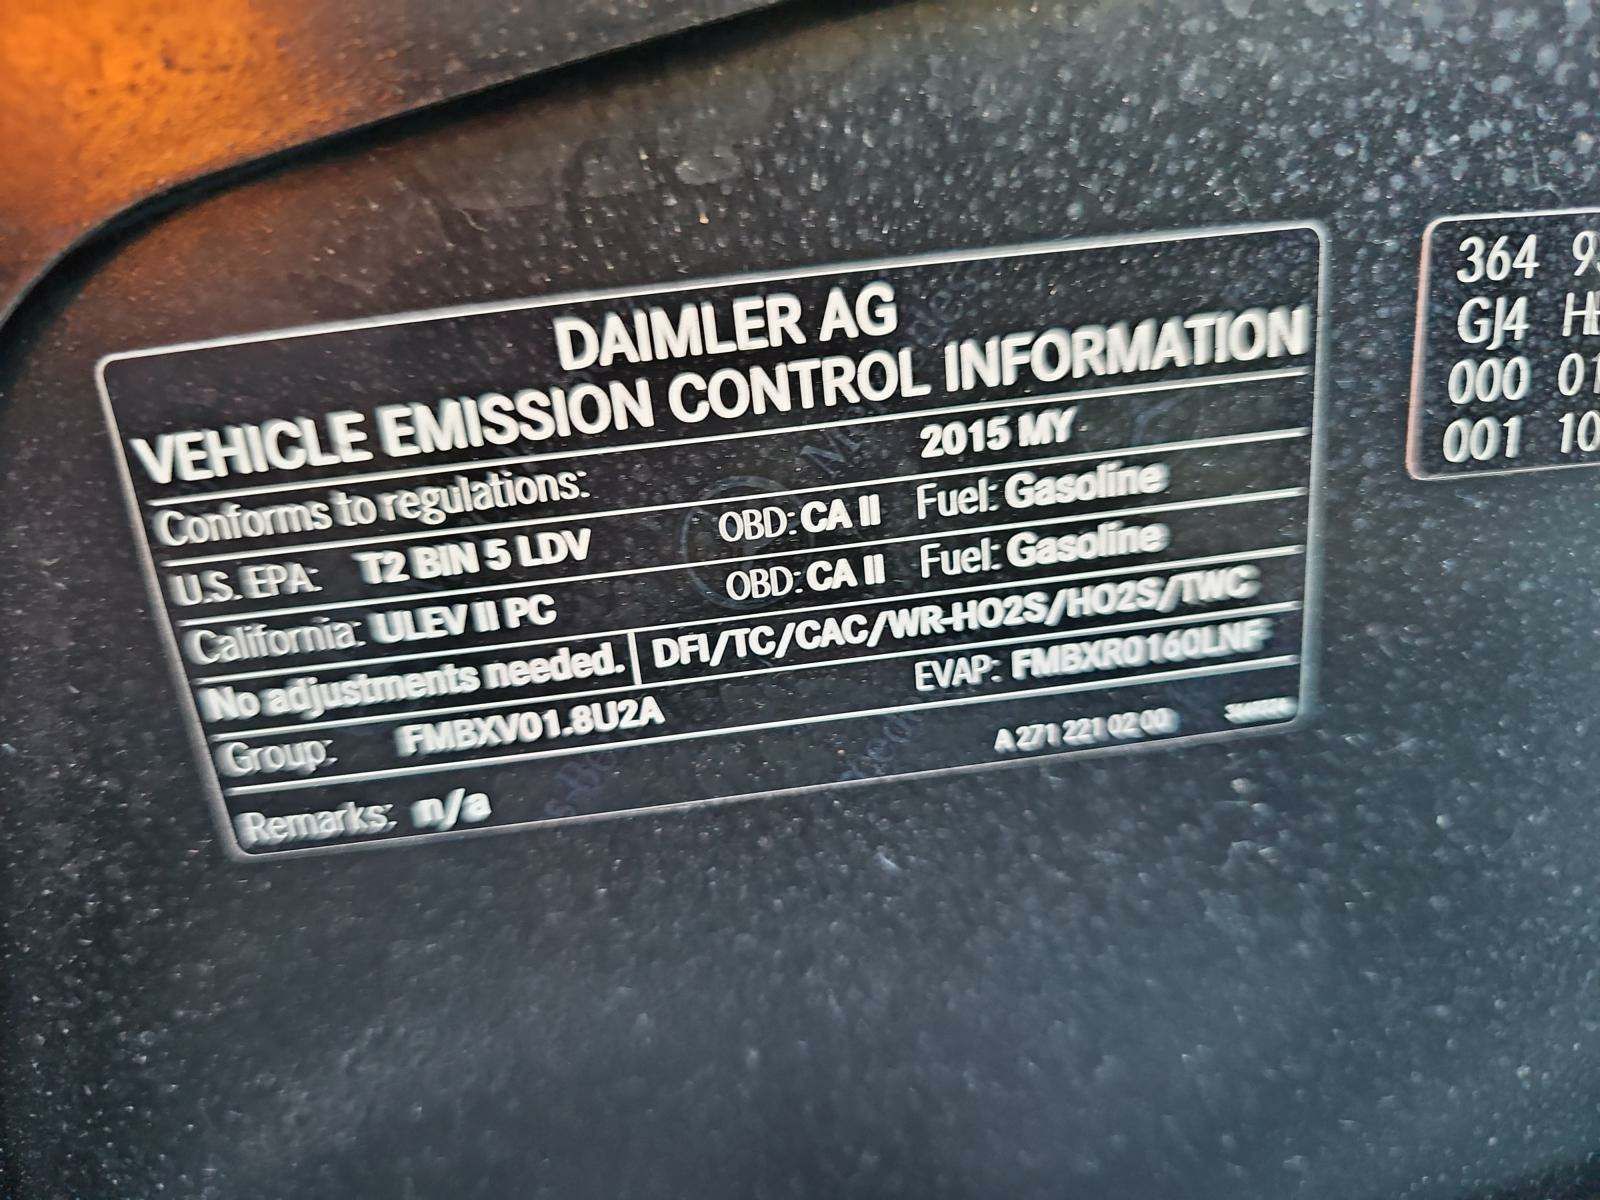 DAIMLER AG
VEHICLE EMISSION CONTROL INFORMATION
Conforms to regulations: 2015 MY
U.S. EPA: T2 BIN 5 LDV OBD: CA II Fuel: Gasoline
California: ULEV II PC OBD: CA II Fuel: Gasoline
No adjustments needed. DFI/TC/CAC/WR-HO2S/HO2S/TWC
Group: FMBXV01.8U2A EVAP: FMBXR0160LNF
Remarks: n/a A 271 221 02 00
364
GJ4
000 01
001 10